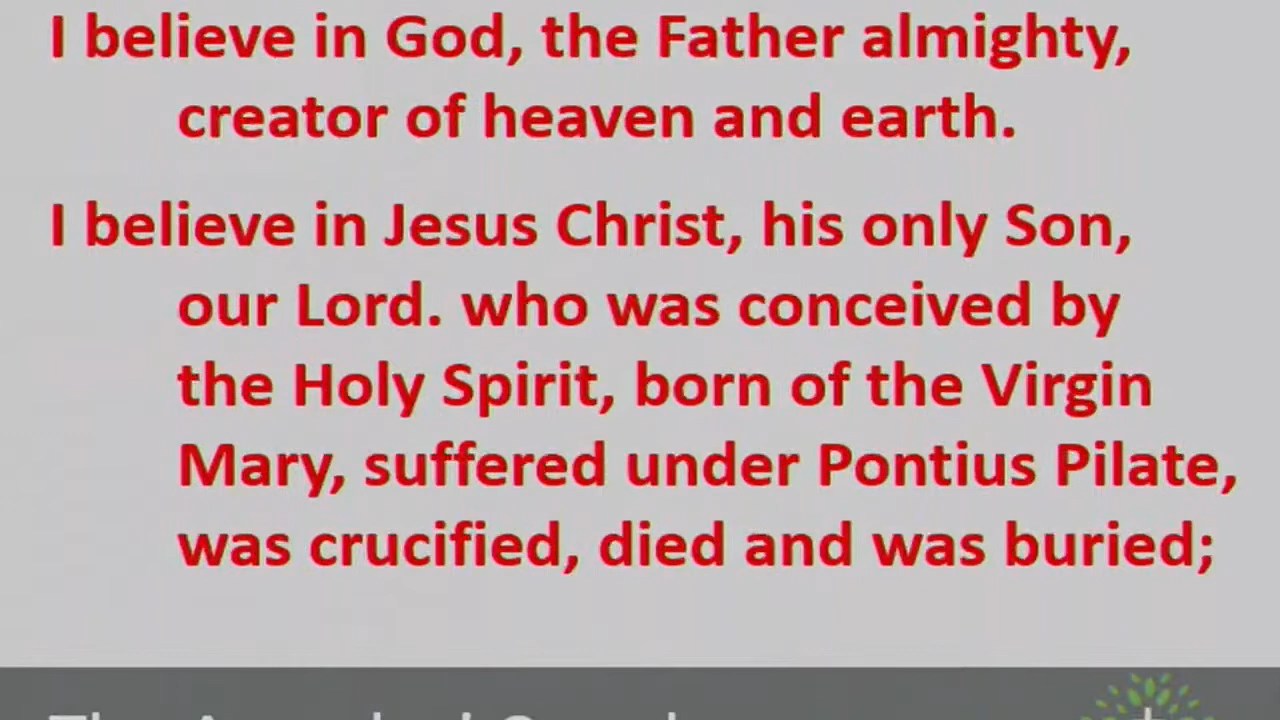 I believe in God, the Father almighty,
creator of heaven and earth.
I believe in Jesus Christ, his only Son,
our Lord. who was conceived by
the Holy Spirit, born of the Virgin
Mary, suffered under Pontius Pilate,
was crucified, died and was buried;